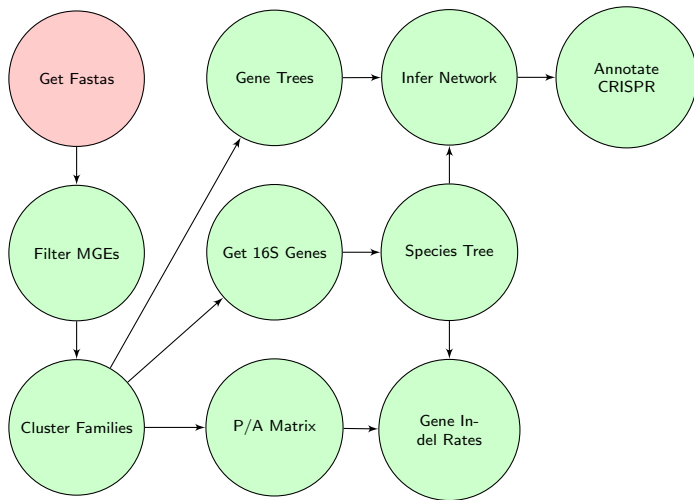 Get Fastas
Gene Trees
Infer Network
Annotate
CRISPR
Filter MGEs
Get 16S Genes
Species Tree
Cluster Families
P/A Matrix
Gene In-
del Rates